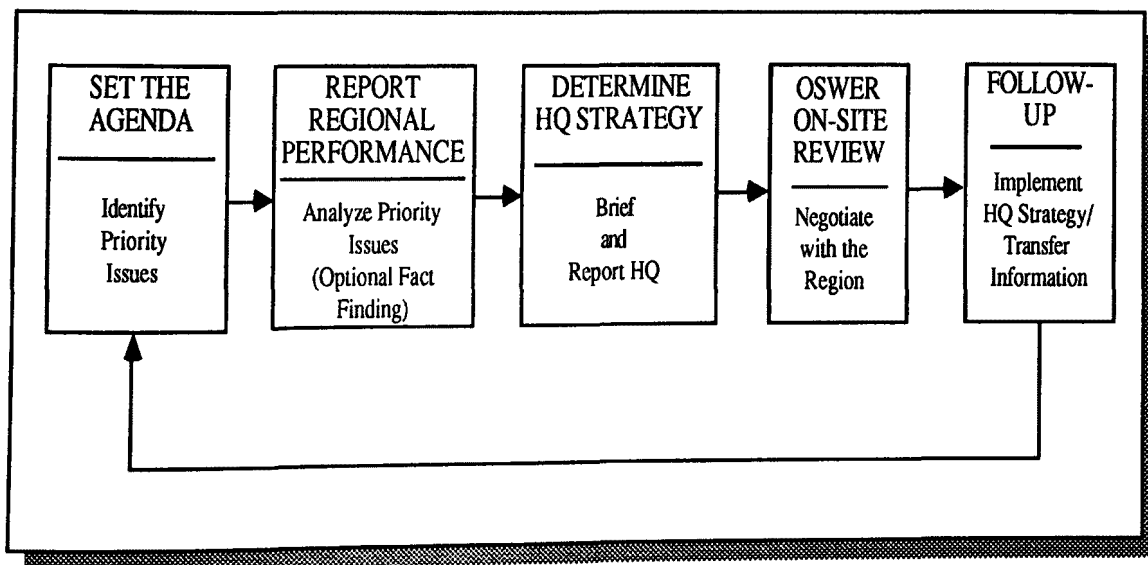 SET THE
AGENDA
Identify
Priority
Issues
REPORT
REGIONAL
PERFORMANCE
Analyze Priority
Issues
(Optional Fact
Finding)
DETERMINE
HQ STRATEGY
Brief
and
Report HQ
OSWER
ON-SITE
REVIEW
Negotiate
with the
Region
FOLLOW-
UP
Implement
HQ Strategy/
Transfer
Information